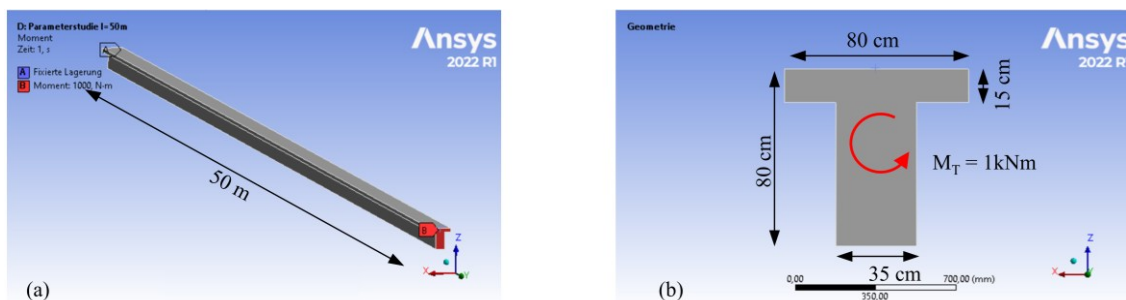 D: Parameterstudie l=50m
Moment
Zeit: 1, s
A Fixierte Lagerung
B Moment: 1000, N·m
Ansys
2022 R1
A
50 m
B
Z
X
Y
(a)
Geometrie
Ansys
2022 R1
80 cm
15 cm
80 cm
M_T = 1kNm
35 cm
0,00
700,00 (mm)
350,00
Z
X
Y
(b)